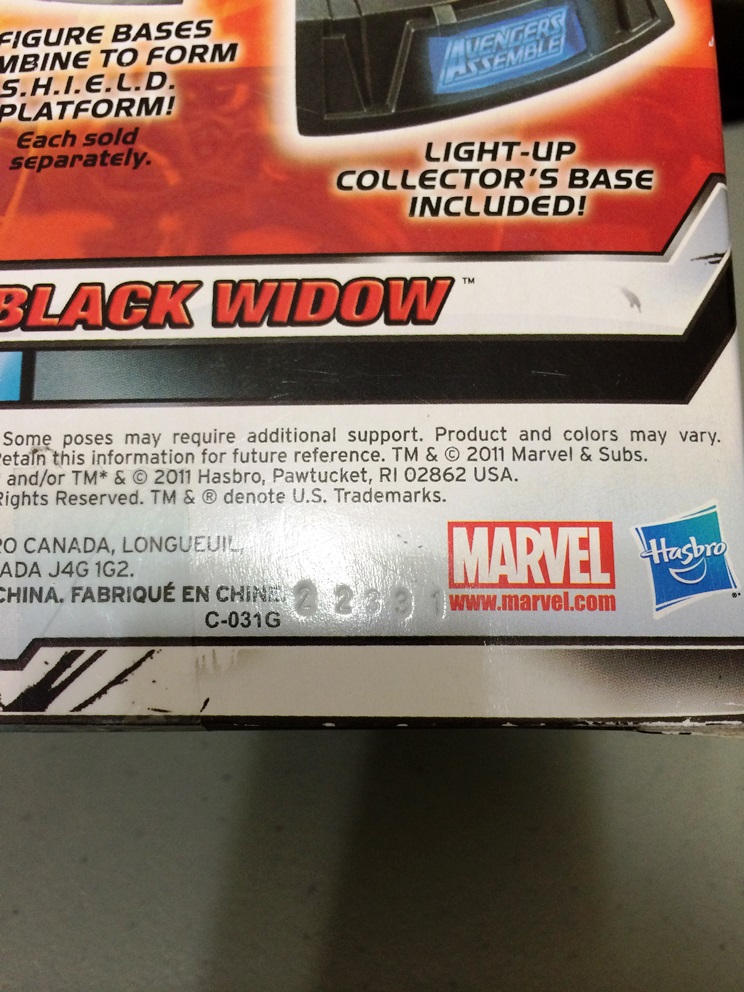 FIGURE BASES
MBINE TO FORM
S.H.I.E.L.D.
PLATFORM!
Each sold
separately.
AVENGERS
ASSEMBLE
LIGHT-UP
COLLECTOR'S BASE
INCLUDED!
BLACK WIDOW™
Some poses may require additional support. Product and colors may vary.
Retain this information for future reference. TM & © 2011 Marvel & Subs.
and/or TM* & © 2011 Hasbro, Pawtucket, RI 02862 USA.
Rights Reserved. TM & ® denote U.S. Trademarks.
RO CANADA, LONGUEUIL,
ADA J4G 1G2.
CHINA. FABRIQUÉ EN CHINE
C-031G
MARVEL
www.marvel.com
Hasbro